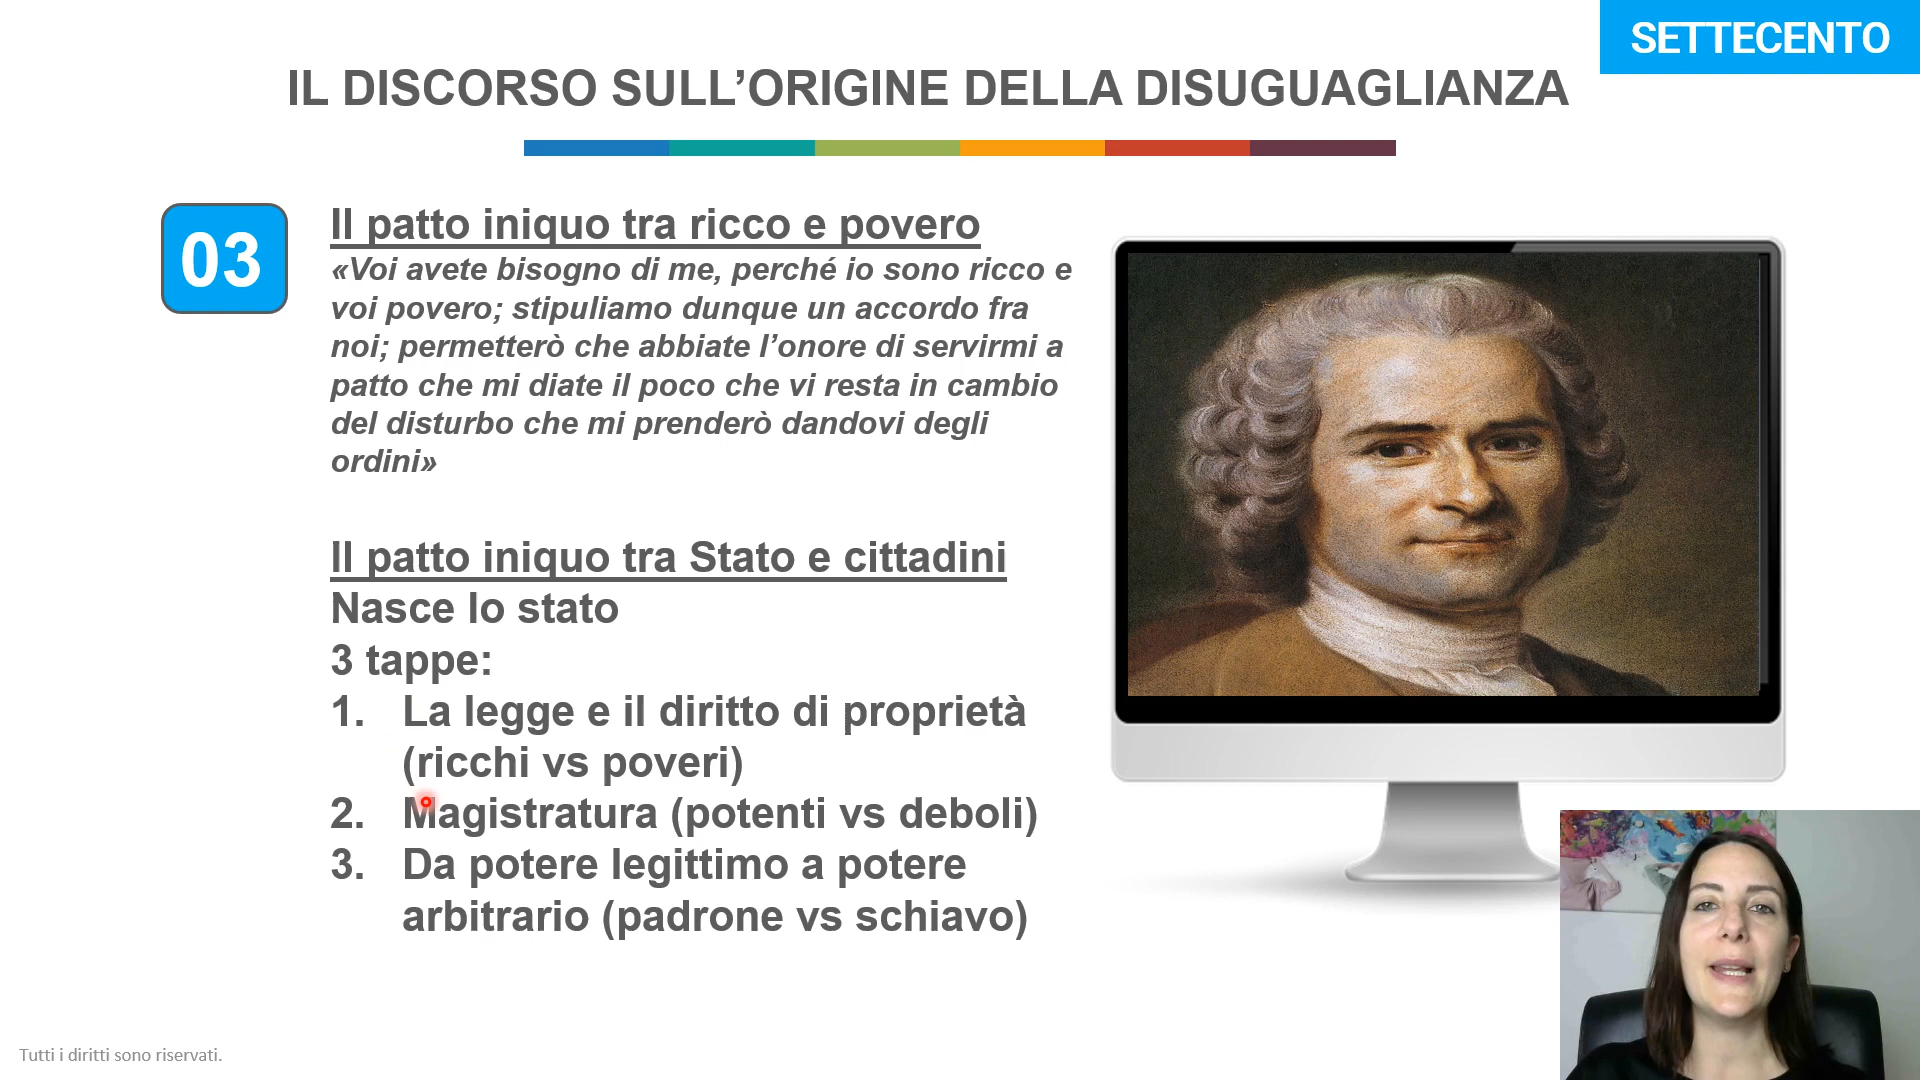 SETTECENTO
IL DISCORSO SULL’ORIGINE DELLA DISUGUAGLIANZA
03
Il patto iniquo tra ricco e povero
«Voi avete bisogno di me, perché io sono ricco e
voi povero; stipuliamo dunque un accordo fra
noi; permetterò che abbiate l’onore di servirmi a
patto che mi diate il poco che vi resta in cambio
del disturbo che mi prenderò dandovi degli
ordini»
Il patto iniquo tra Stato e cittadini
Nasce lo stato
3 tappe:
1. La legge e il diritto di proprietà
(ricchi vs poveri)
2. Magistratura (potenti vs deboli)
3. Da potere legittimo a potere
arbitrario (padrone vs schiavo)
Tutti i diritti sono riservati.